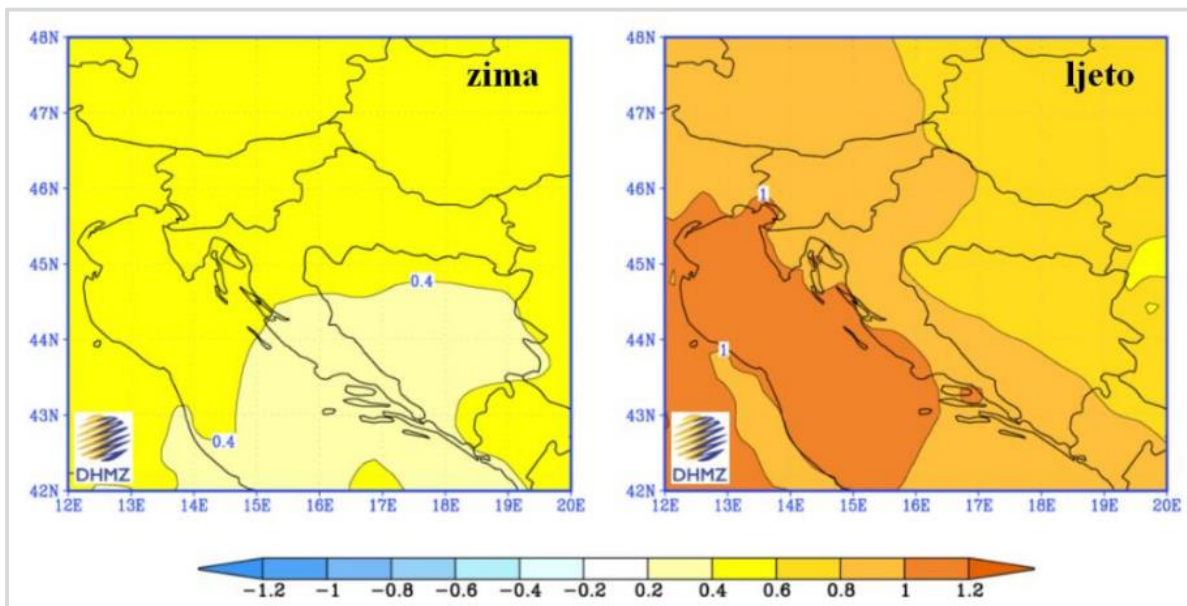 zima
48N
47N
46N
45N
44N
43N
42N
12E 13E 14E 15E 16E 17E 18E 19E 20E
0.4
0.4
DHMZ
ljeto
48N
47N
46N
45N
44N
43N
42N
12E 13E 14E 15E 16E 17E 18E 19E 20E
1
1
DHMZ
-1.2 -1 -0.8 -0.6 -0.4 -0.2 0.2 0.4 0.6 0.8 1 1.2